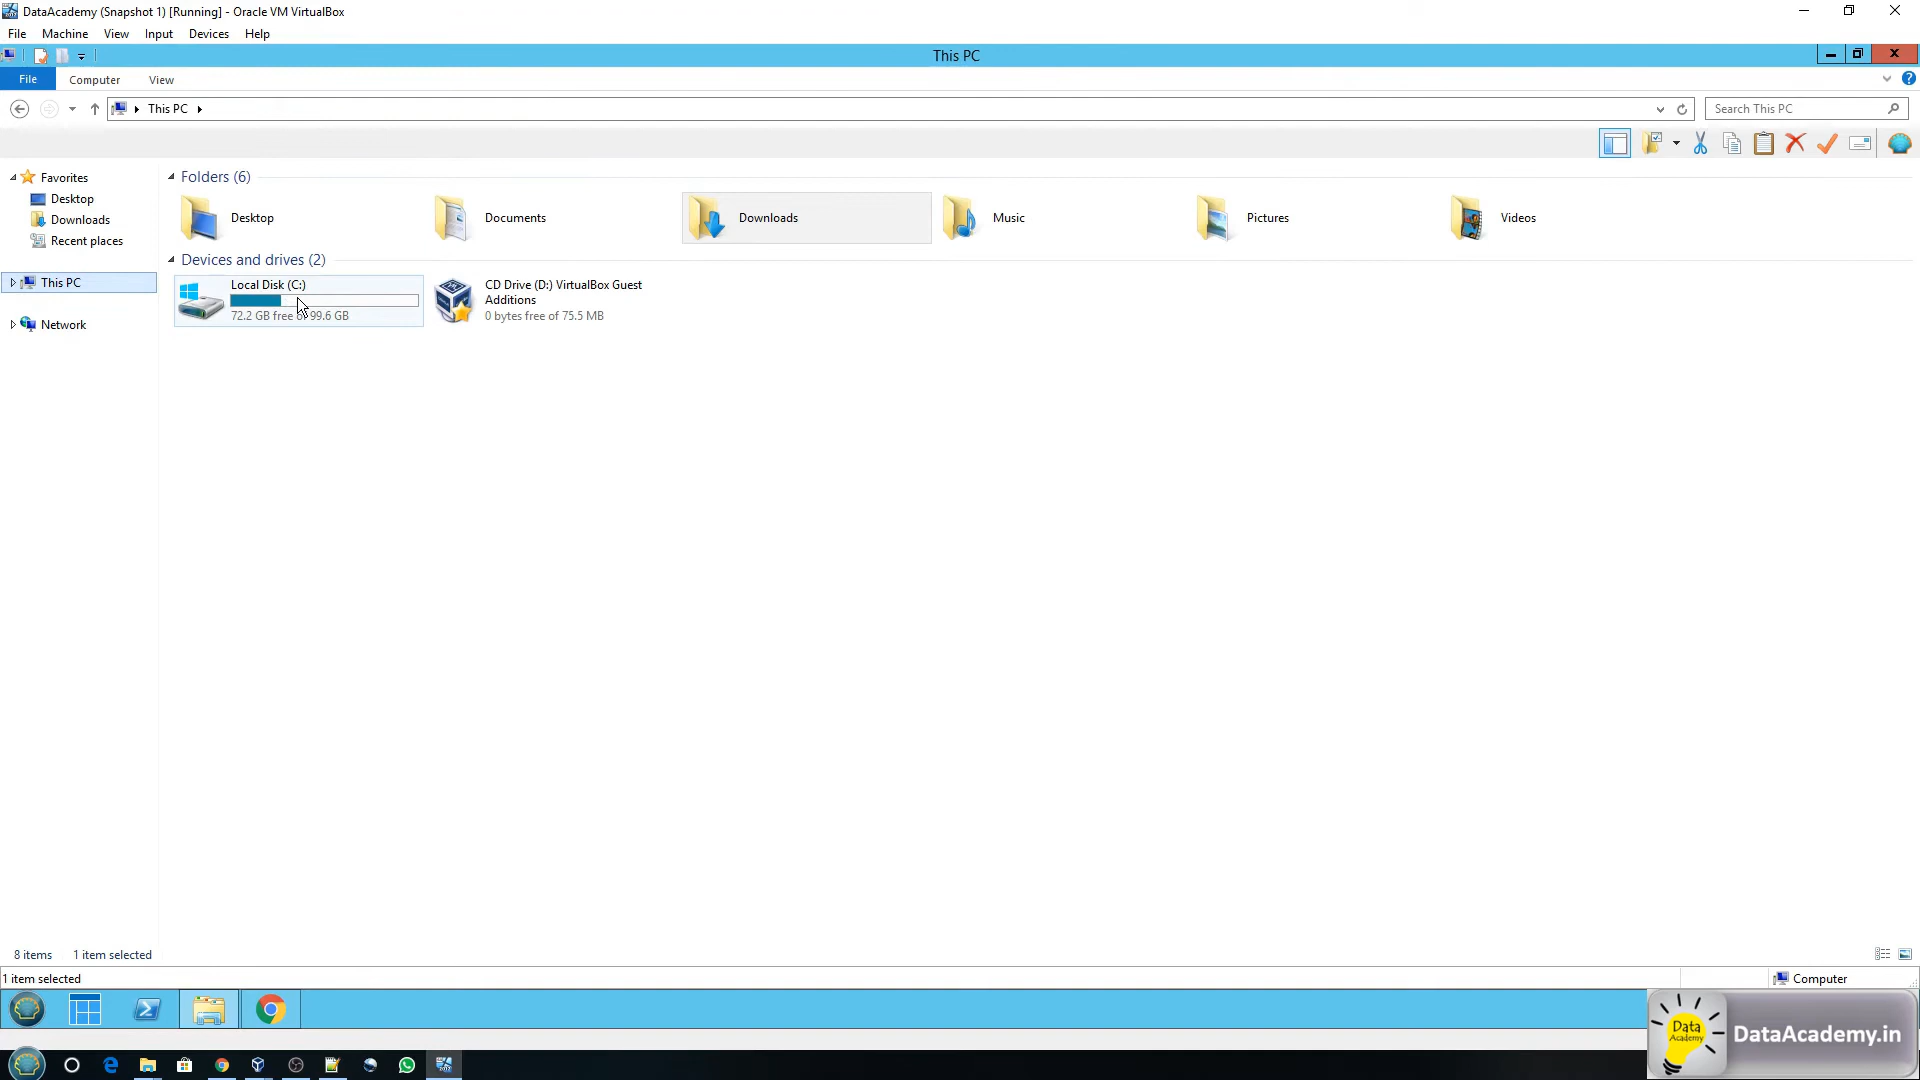 DataAcademy (Snapshot 1) [Running] - Oracle VM VirtualBox
File Machine View Input Devices Help
This PC
File Computer View
This PC
Search This PC
Favorites
Desktop
Downloads
Recent places
This PC
Network
Folders (6)
Desktop Documents Downloads Music Pictures Videos
Devices and drives (2)
Local Disk (C:)
72.2 GB free of 99.6 GB
CD Drive (D:) VirtualBox Guest
Additions
0 bytes free of 75.5 MB
8 items 1 item selected
1 item selected
Computer
Data
Academy
DataAcademy.in